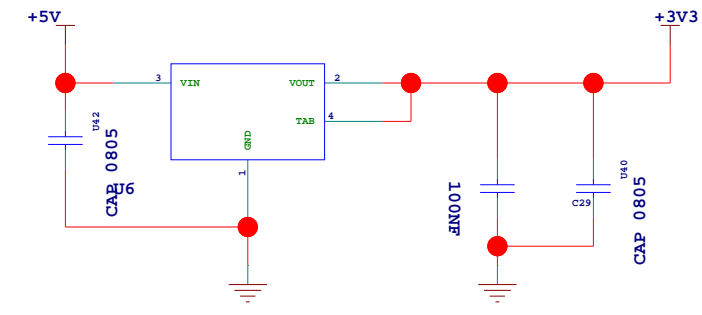 +5V
+3V3
3
VIN
VOUT
2
TAB
4
GND
1
U42
CAP 0805
U6
100NF
C29
U40
CAP 0805